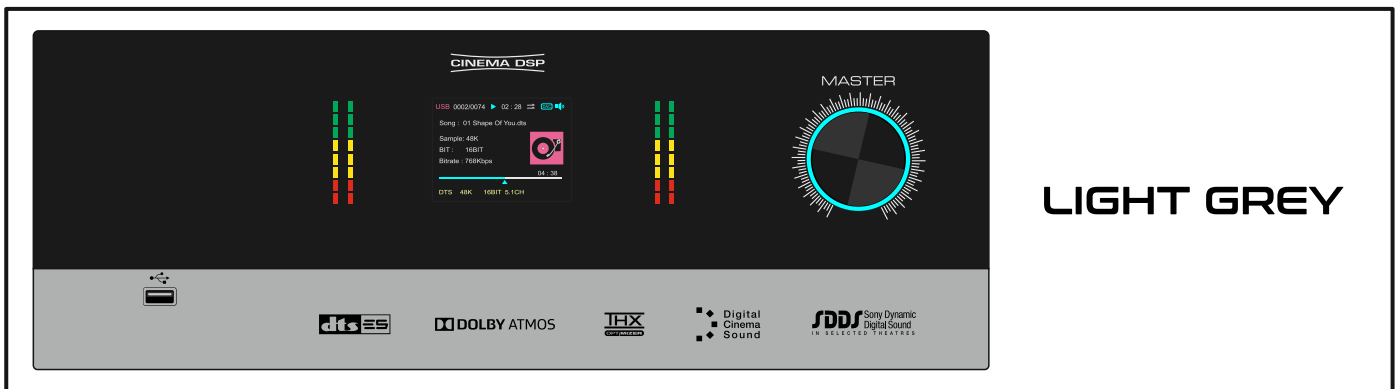 CINEMA DSP
USB 0002/0074 02 : 28
Song : 01 Shape Of You.dts
Sample: 48K
BIT : 16BIT
Bitrate : 768Kbps
04 : 38
DTS 48K 16BIT 5.1CH
MASTER
LIGHT GREY
dts ES
DOLBY ATMOS
THX
OPTIMIZER
Digital
Cinema
Sound
SDDS
Sony Dynamic
Digital Sound
IN SELECTED THEATRES